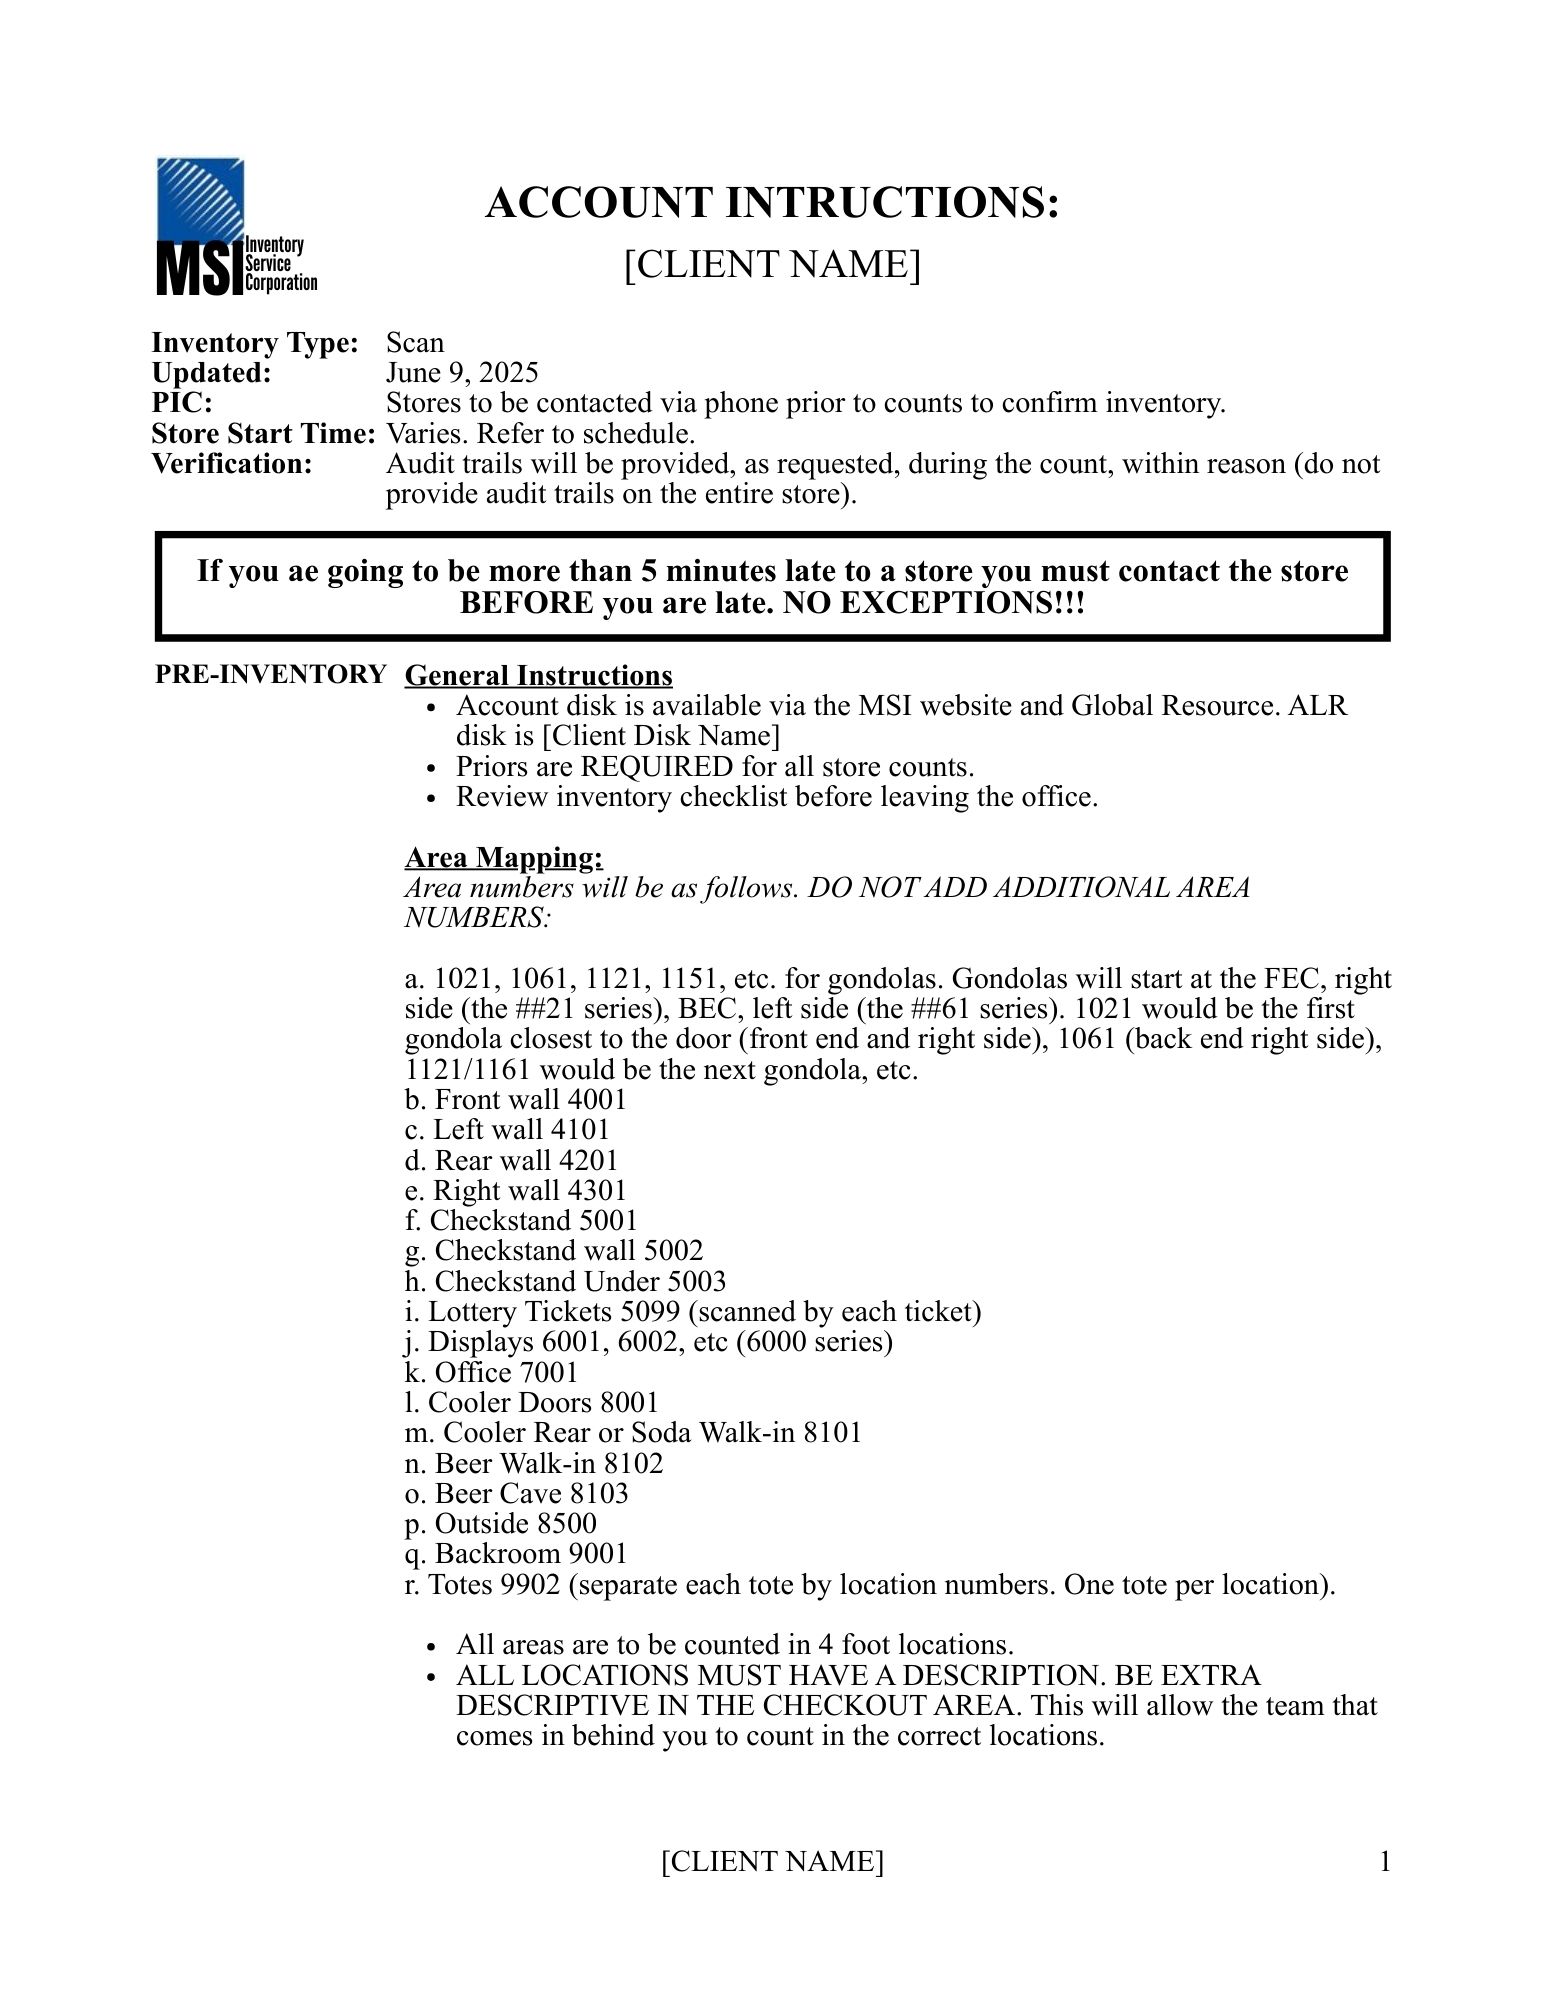 MSI Inventory
Service
Corporation
ACCOUNT INTRUCTIONS:
[CLIENT NAME]
Inventory Type: Scan
Updated: June 9, 2025
PIC: Stores to be contacted via phone prior to counts to confirm inventory.
Store Start Time: Varies. Refer to schedule.
Verification: Audit trails will be provided, as requested, during the count, within reason (do not
provide audit trails on the entire store).
If you ae going to be more than 5 minutes late to a store you must contact the store
BEFORE you are late. NO EXCEPTIONS!!!
PRE-INVENTORY General Instructions
• Account disk is available via the MSI website and Global Resource. ALR
disk is [Client Disk Name]
• Priors are REQUIRED for all store counts.
• Review inventory checklist before leaving the office.
Area Mapping:
Area numbers will be as follows. DO NOT ADD ADDITIONAL AREA
NUMBERS:
a. 1021, 1061, 1121, 1151, etc. for gondolas. Gondolas will start at the FEC, right
side (the ##21 series), BEC, left side (the ##61 series). 1021 would be the first
gondola closest to the door (front end and right side), 1061 (back end right side),
1121/1161 would be the next gondola, etc.
b. Front wall 4001
c. Left wall 4101
d. Rear wall 4201
e. Right wall 4301
f. Checkstand 5001
g. Checkstand wall 5002
h. Checkstand Under 5003
i. Lottery Tickets 5099 (scanned by each ticket)
j. Displays 6001, 6002, etc (6000 series)
k. Office 7001
l. Cooler Doors 8001
m. Cooler Rear or Soda Walk-in 8101
n. Beer Walk-in 8102
o. Beer Cave 8103
p. Outside 8500
q. Backroom 9001
r. Totes 9902 (separate each tote by location numbers. One tote per location).
• All areas are to be counted in 4 foot locations.
• ALL LOCATIONS MUST HAVE A DESCRIPTION. BE EXTRA
DESCRIPTIVE IN THE CHECKOUT AREA. This will allow the team that
comes in behind you to count in the correct locations.
[CLIENT NAME] 1